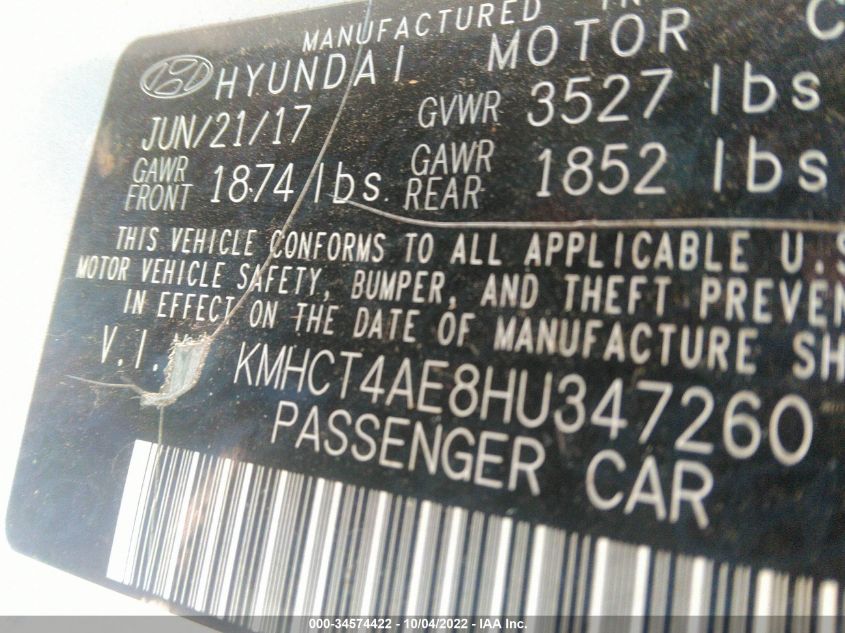 MANUFACTURED
HYUNDAI MOTOR
JUN/21/17 GVWR 3527 lbs
GAWR FRONT 1874 lbs GAWR REAR 1852 lbs
THIS VEHICLE CONFORMS TO ALL APPLICABLE U.S
MOTOR VEHICLE SAFETY, BUMPER, AND THEFT PREVEN
IN EFFECT ON THE DATE OF MANUFACTURE SH
V.I.
KMHCT4AE8HU347260
PASSENGER CAR
000-34574422 - 10/04/2022 - IAA Inc.